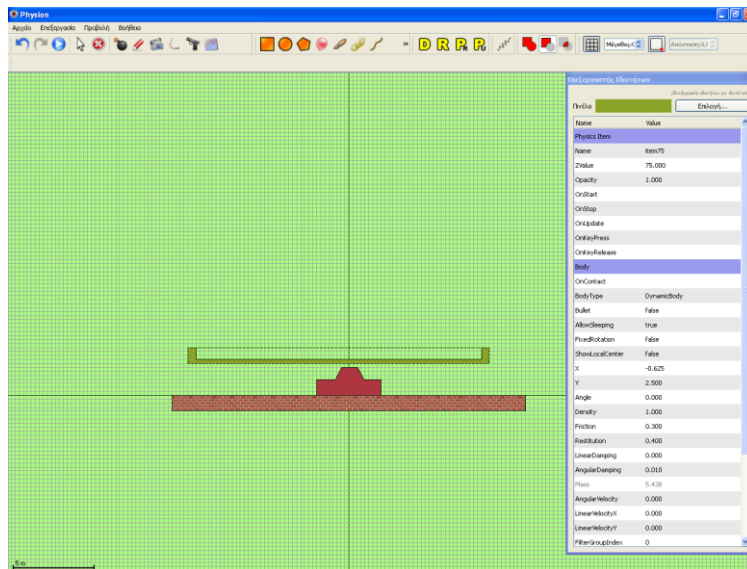 Physion
Αρχείο Επεξεργασία Προβολή Βοήθεια
D R
Επεξεργαστής Ιδιοτήτων
Πινέλο
Επιλογή...
Name Value
Physics Item
Name item75
ZValue 75.000
Opacity 1.000
OnStart
OnStop
OnUpdate
OnKeyPress
OnKeyRelease
Body
OnContact
BodyType DynamicBody
Bullet false
AllowSleeping true
FixedRotation false
ShowLocalCenter false
X -0.625
Y 2.500
Angle 0.000
Density 1.000
Friction 0.300
Restitution 0.400
LinearDamping 0.000
AngularDamping 0.010
Mass 5.438
AngularVelocity 0.000
LinearVelocityX 0.000
LinearVelocityY 0.000
FilterGroupIndex 0
5 m